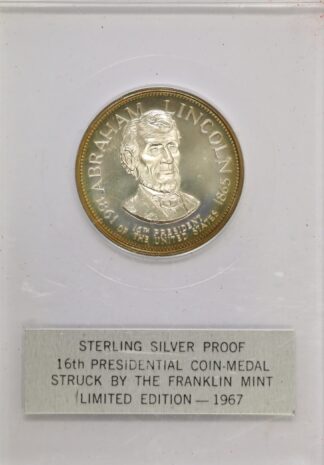 ABRAHAM LINCOLN
1861 1865
16TH PRESIDENT
OF THE UNITED STATES
STERLING SILVER PROOF
16th PRESIDENTIAL COIN-MEDAL
STRUCK BY THE FRANKLIN MINT
LIMITED EDITION — 1967